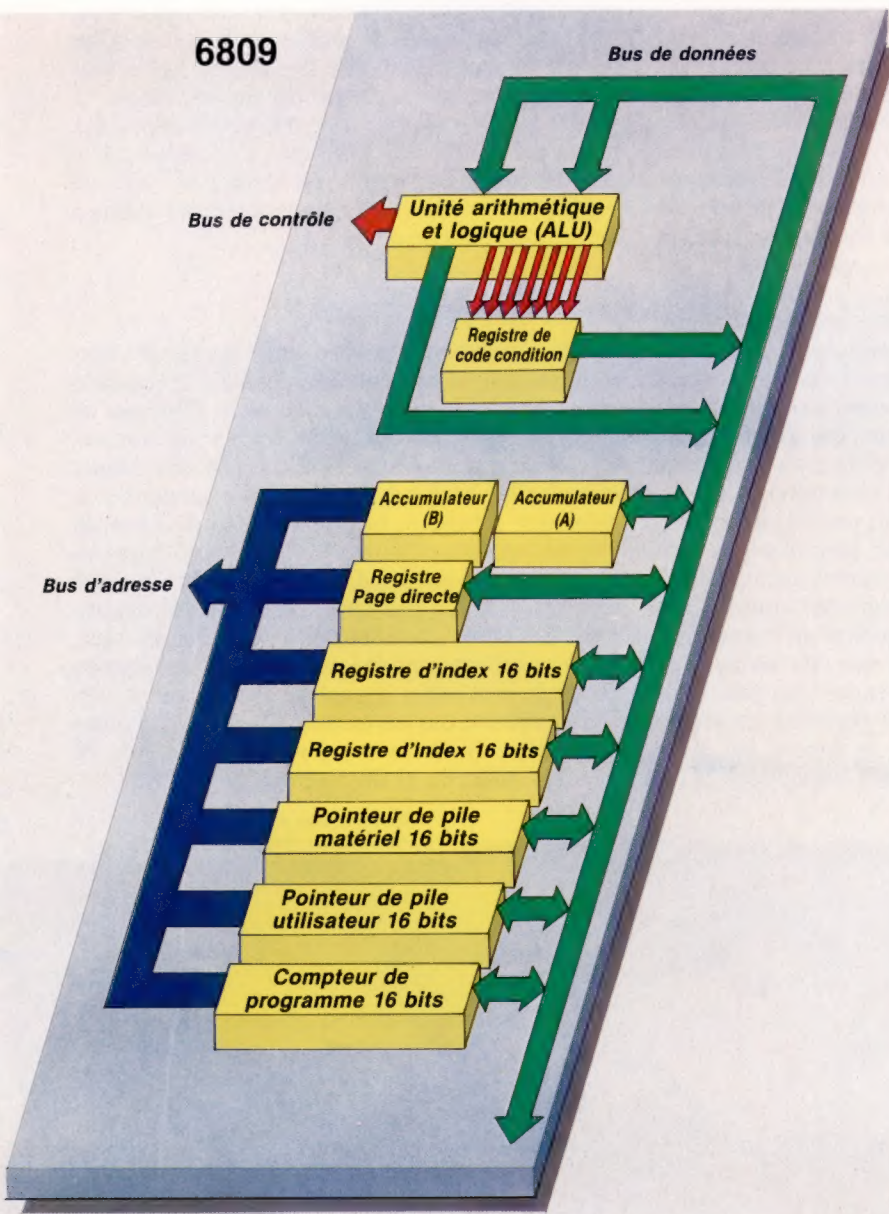 6809
Bus de données
Bus de contrôle
Unité arithmétique
et logique (ALU)
Registre de
code condition
Accumulateur
(B)
Accumulateur
(A)
Bus d'adresse
Registre
Page directe
Registre d'index 16 bits
Registre d'index 16 bits
Pointeur de pile
matériel 16 bits
Pointeur de pile
utilisateur 16 bits
Compteur de
programme 16 bits